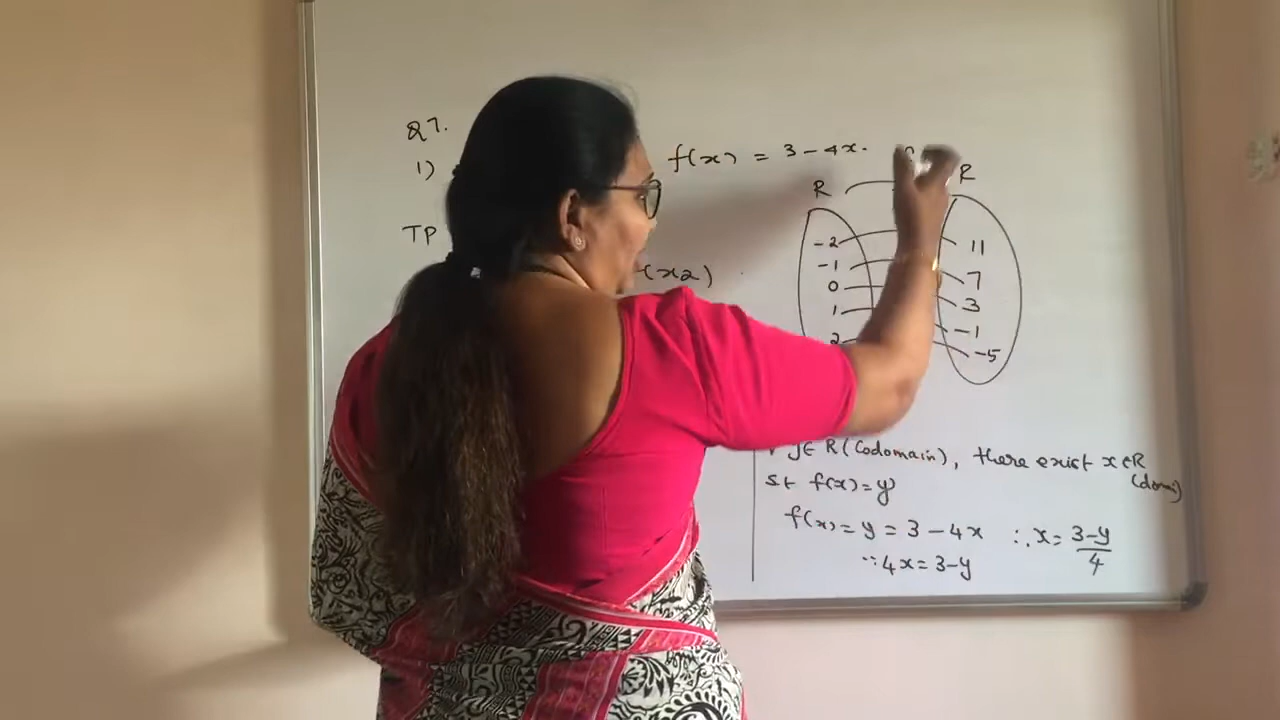 Q7.
1) f(x) = 3 – 4x.
R R
TP
(x2)
-2 11
-1 7
0 3
1 -1
2 -5
y ∈ R (Codomain), there exist x ∈ R
st f(x) = y
f(x) = y = 3 – 4x ∴ x = 3-y/4
∵ 4x = 3-y